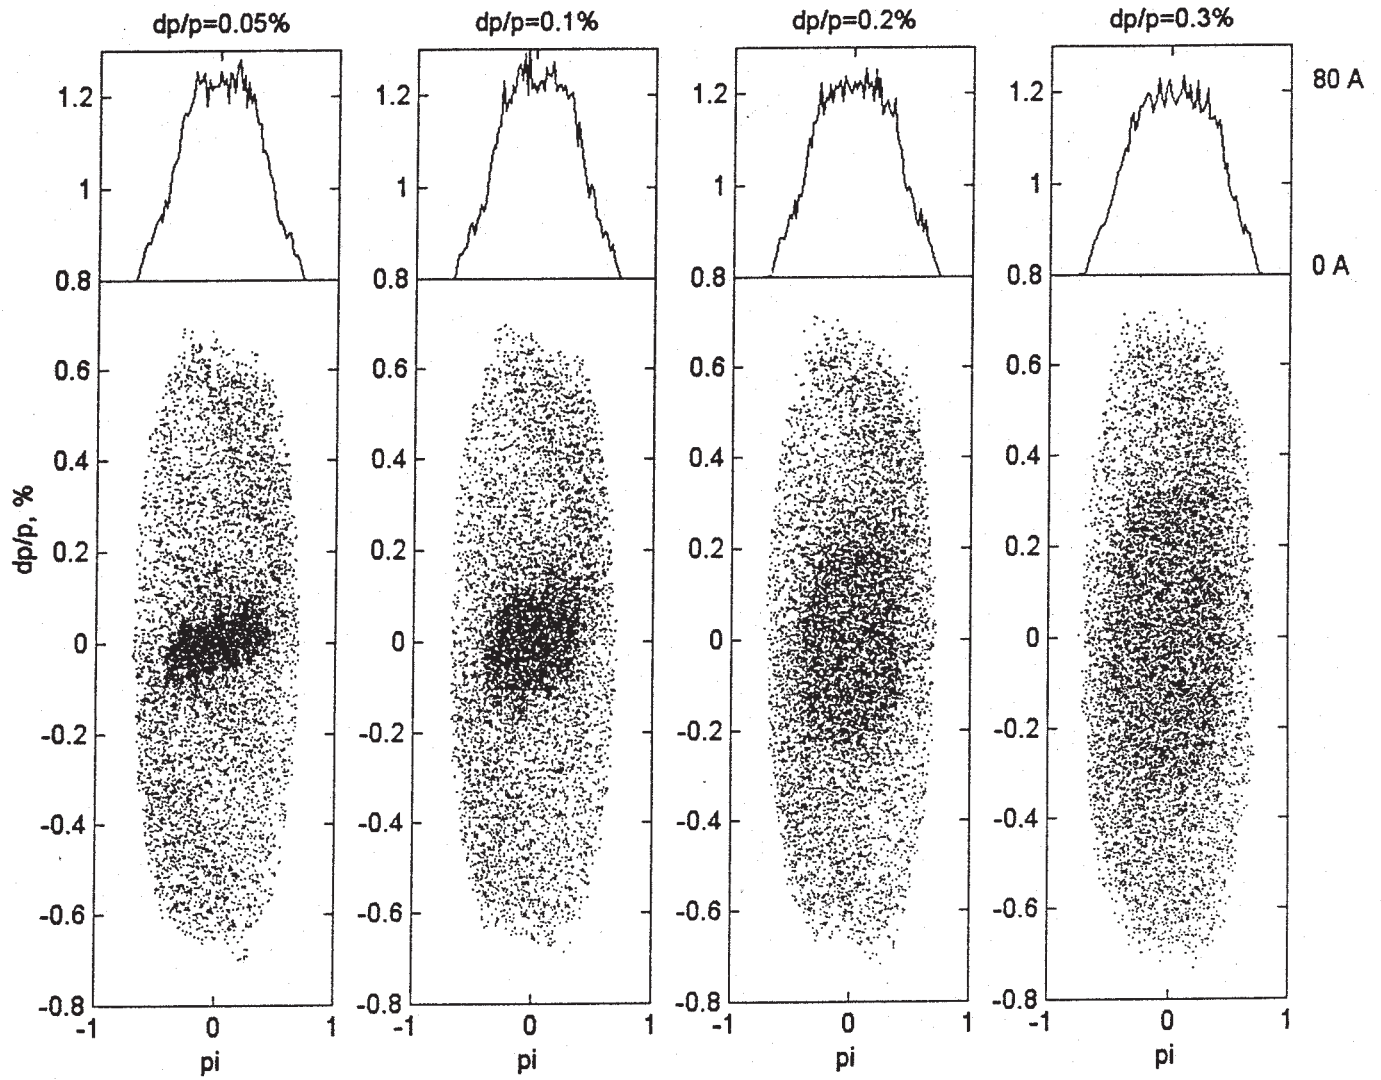 dp/p=0.05% dp/p=0.1% dp/p=0.2% dp/p=0.3%
1.2 1.2 1.2 1.2 80 A
1 1 1 1
0.8 0.8 0.8 0.8 0 A
0.6 0.6 0.6 0.6
0.4 0.4 0.4 0.4
dp/p, %
0.2 0.2 0.2 0.2
0 0 0 0
-0.2 -0.2 -0.2 -0.2
-0.4 -0.4 -0.4 -0.4
-0.6 -0.6 -0.6 -0.6
-0.8 -0.8 -0.8 -0.8
-1 0 1 -1 0 1 -1 0 1 -1 0 1
pi pi pi pi